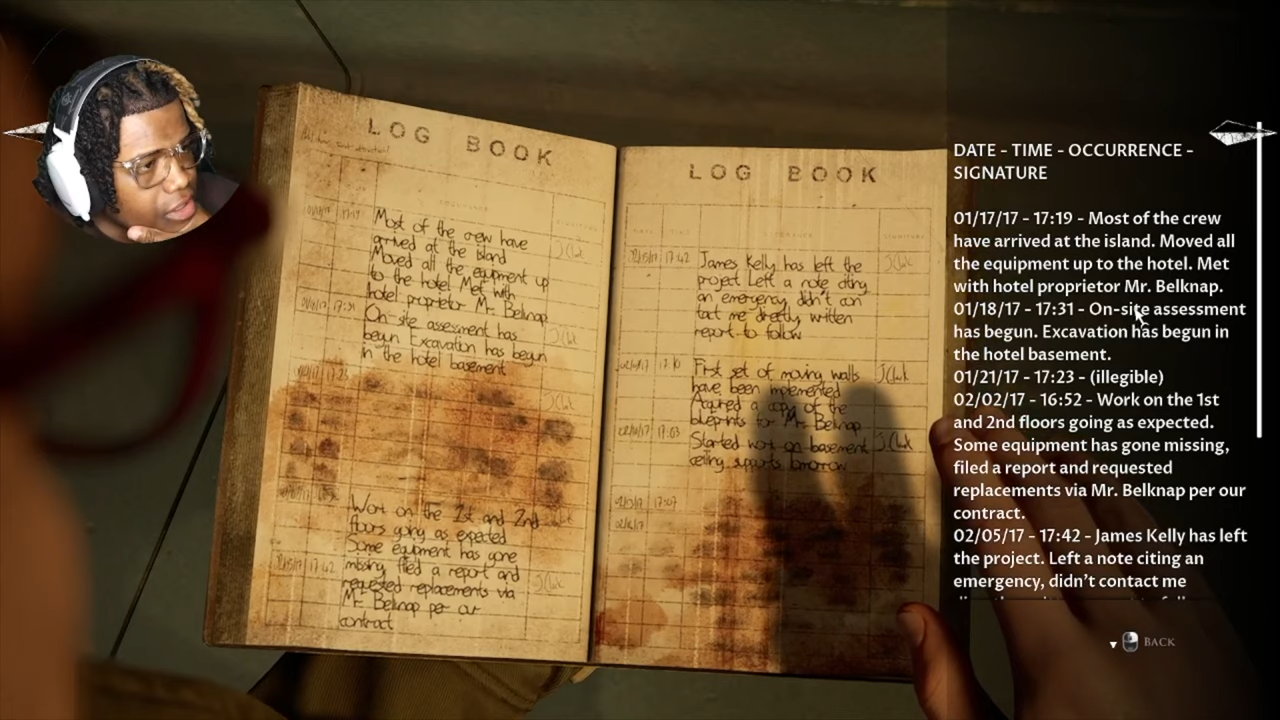 LOG BOOK
Most of the crew have
arrived at the island
Moved all the equipment up
to the hotel Met with
hotel proprietor Mr. Belknap
On-site assessment has
begun Excavation has begun
in the hotel basement
Work on the 1st and 2nd
floors going as expected
Some equipment has gone
missing, filed a report and
requested replacements via
Mr. Belknap per our
contract
LOG BOOK
17:42 James Kelly has left the
project Left a note citing
an emergency, didn't con
tact me directly, written
report to follow
First set of moving walls
have been implemented
Acquired a copy of the
blueprints for Mr. Belknap
17:03 Started work on basement
ceiling supports tomorrow
17:07
DATE - TIME - OCCURRENCE -
SIGNATURE
01/17/17 - 17:19 - Most of the crew
have arrived at the island. Moved all
the equipment up to the hotel. Met
with hotel proprietor Mr. Belknap.
01/18/17 - 17:31 - On-site assessment
has begun. Excavation has begun in
the hotel basement.
01/21/17 - 17:23 - (illegible)
02/02/17 - 16:52 - Work on the 1st
and 2nd floors going as expected.
Some equipment has gone missing,
filed a report and requested
replacements via Mr. Belknap per our
contract.
02/05/17 - 17:42 - James Kelly has left
the project. Left a note citing an
emergency, didn't contact me
BACK